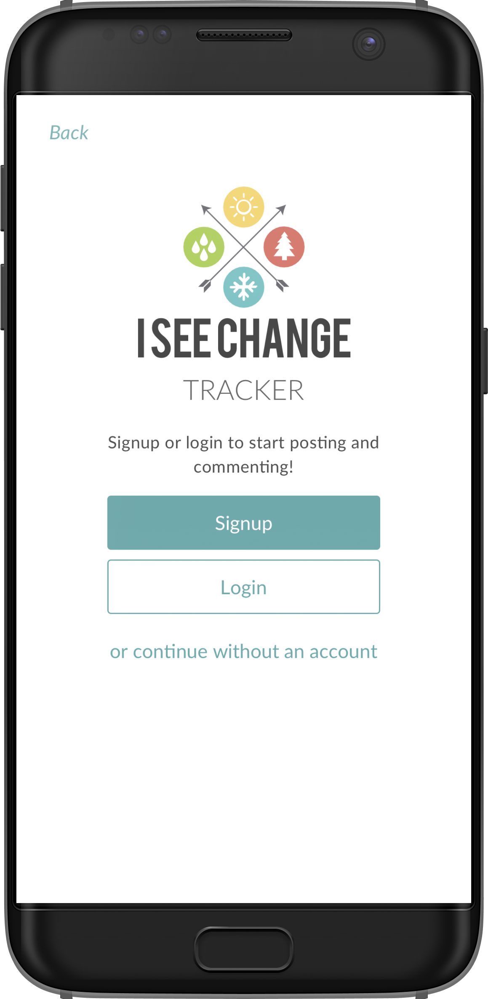 Back
I SEE CHANGE
TRACKER
Signup or login to start posting and
commenting!
Signup
Login
or continue without an account